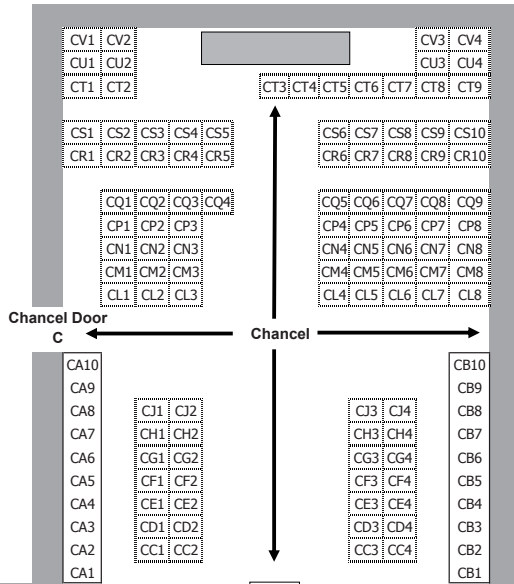 CV1 CV2 CV3 CV4
CU1 CU2 CU3 CU4
CT1 CT2 CT3 CT4 CT5 CT6 CT7 CT8 CT9
CS1 CS2 CS3 CS4 CS5 CS6 CS7 CS8 CS9 CS10
CR1 CR2 CR3 CR4 CR5 CR6 CR7 CR8 CR9 CR10
CQ1 CQ2 CQ3 CQ4 CQ5 CQ6 CQ7 CQ8 CQ9
CP1 CP2 CP3 CP4 CP5 CP6 CP7 CP8
CN1 CN2 CN3 CN4 CN5 CN6 CN7 CN8
CM1 CM2 CM3 CM4 CM5 CM6 CM7 CM8
CL1 CL2 CL3 CL4 CL5 CL6 CL7 CL8
Chancel Door
C Chancel
CA10 CB10
CA9 CB9
CA8 CJ1 CJ2 CJ3 CJ4 CB8
CA7 CH1 CH2 CH3 CH4 CB7
CA6 CG1 CG2 CG3 CG4 CB6
CA5 CF1 CF2 CF3 CF4 CB5
CA4 CE1 CE2 CE3 CE4 CB4
CA3 CD1 CD2 CD3 CD4 CB3
CA2 CC1 CC2 CC3 CC4 CB2
CA1 CB1